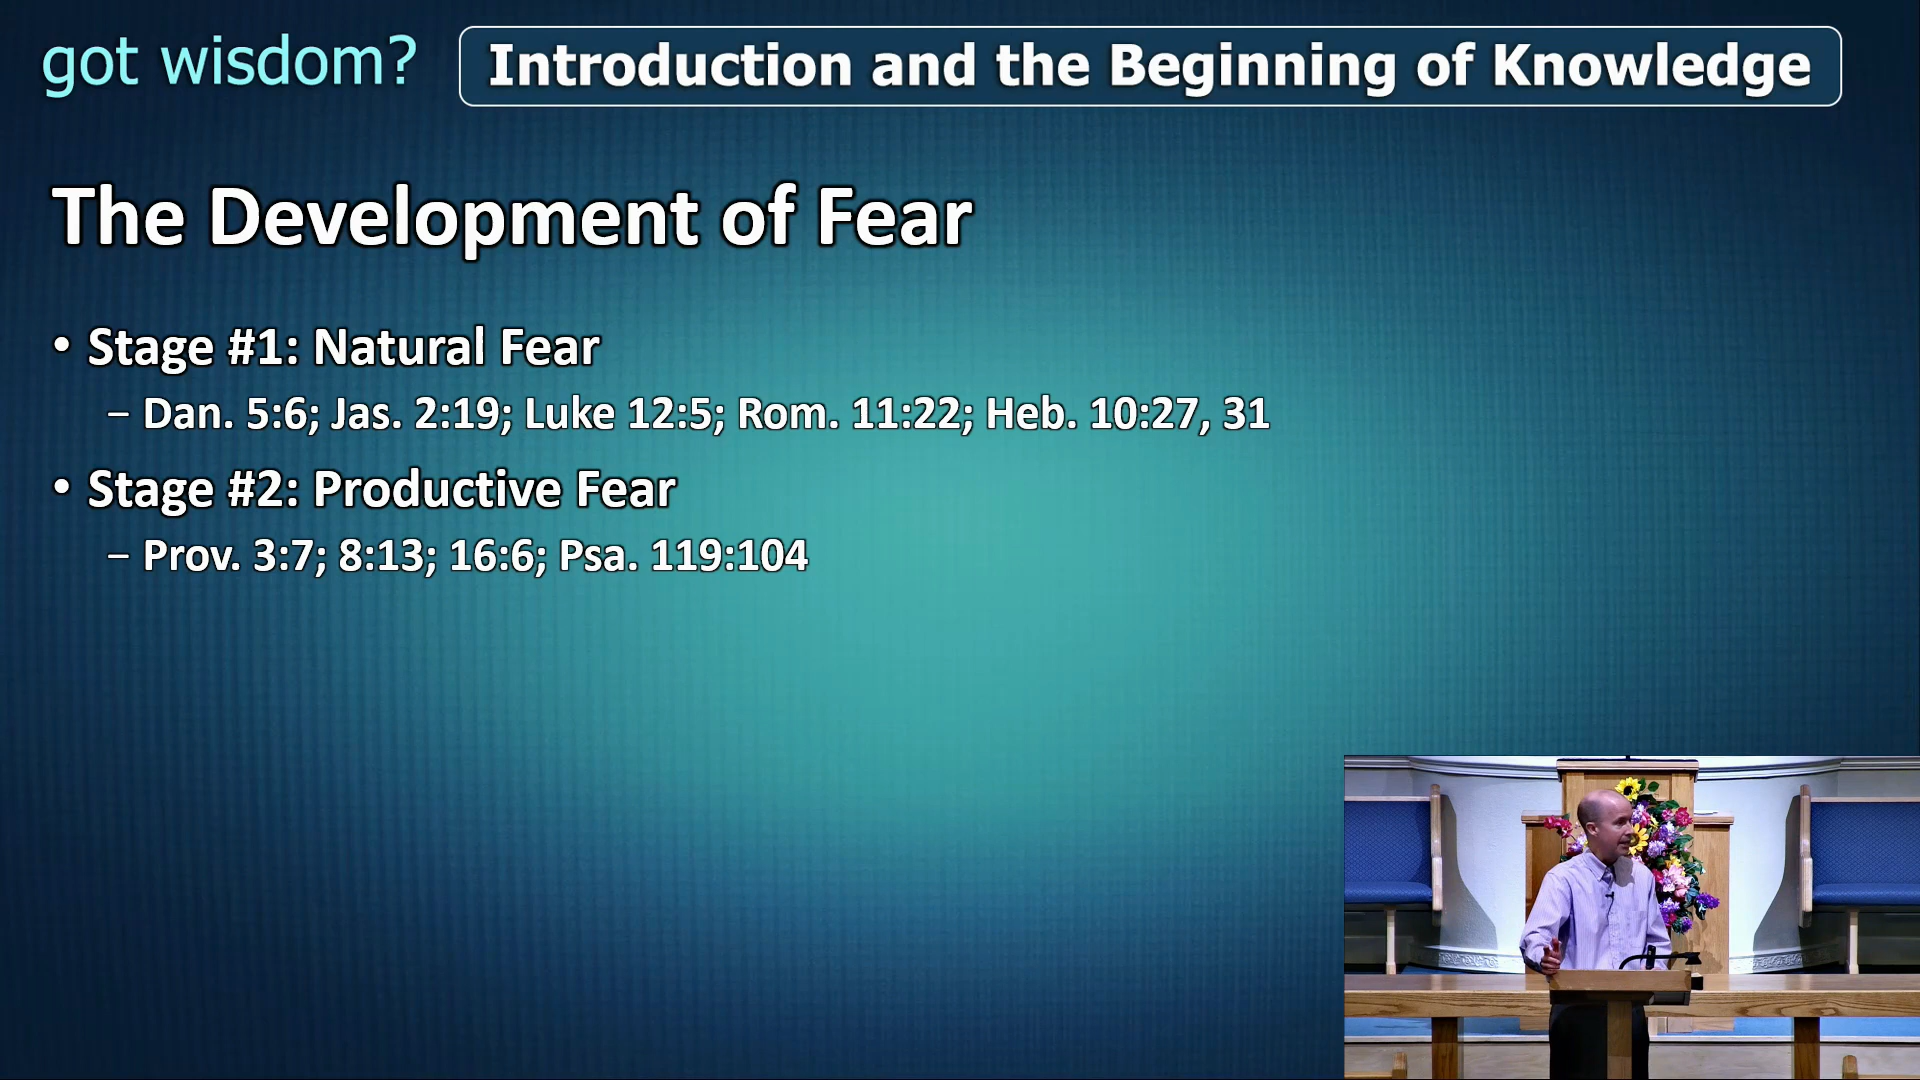 got wisdom?
Introduction and the Beginning of Knowledge
The Development of Fear
• Stage #1: Natural Fear
– Dan. 5:6; Jas. 2:19; Luke 12:5; Rom. 11:22; Heb. 10:27, 31
• Stage #2: Productive Fear
– Prov. 3:7; 8:13; 16:6; Psa. 119:104